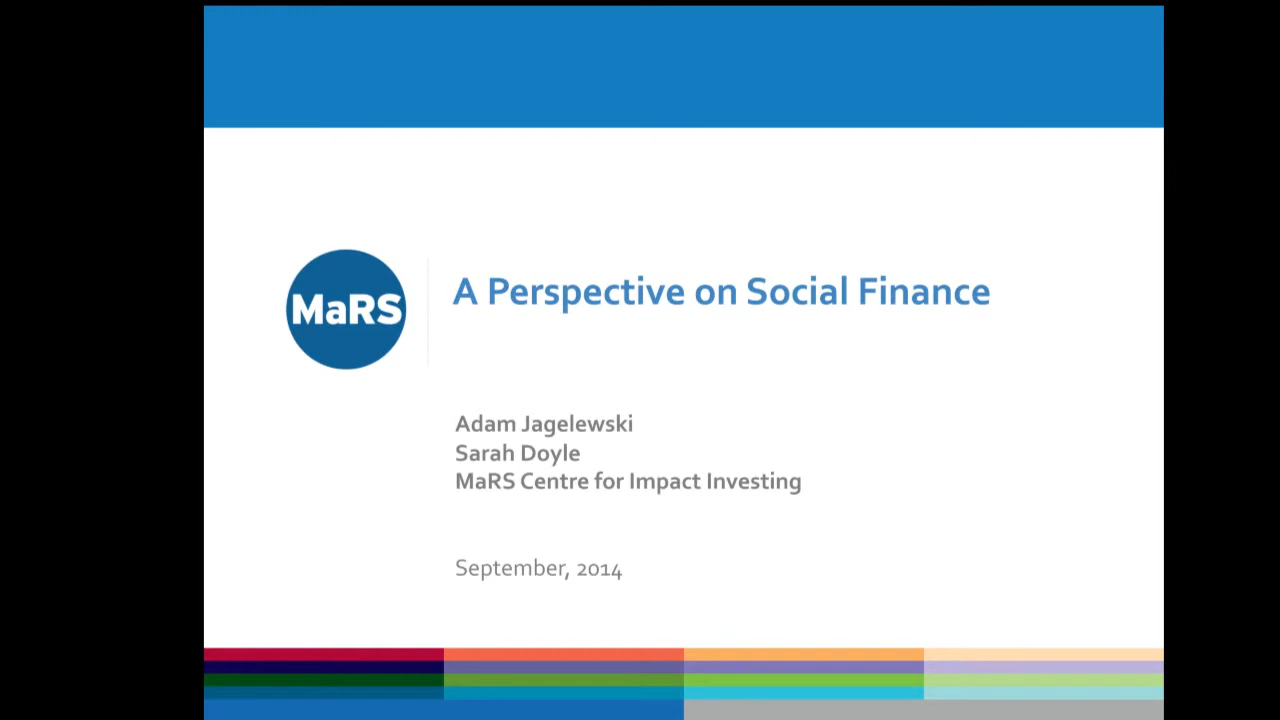 MaRS
A Perspective on Social Finance
Adam Jagelewski
Sarah Doyle
MaRS Centre for Impact Investing
September, 2014